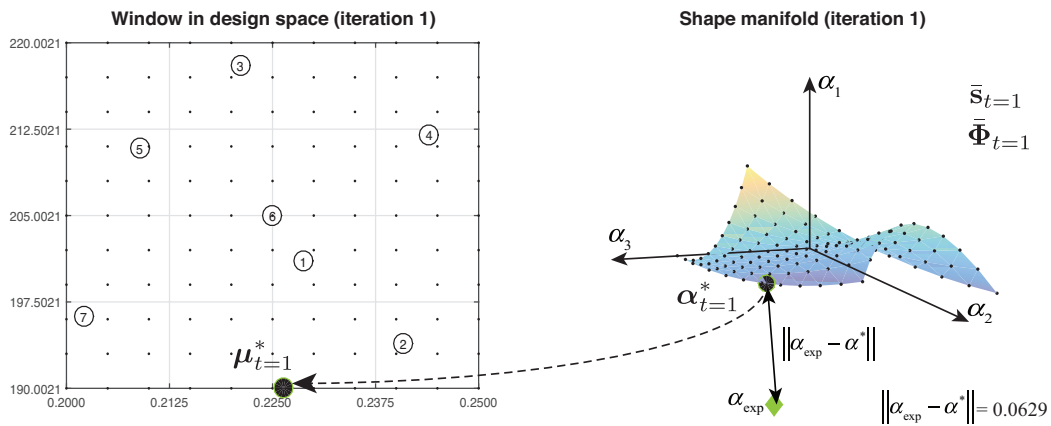 Window in design space (iteration 1)
220.0021
212.5021
205.0021
197.5021
190.0021
0.2000
0.2125
0.2250
0.2375
0.2500
3
4
5
6
1
7
2
μ*t=1
Shape manifold (iteration 1)
α1
s̄t=1
Φ̄t=1
α3
α*t=1
α2
‖αexp − α*‖
αexp
‖αexp − α*‖ = 0.0629